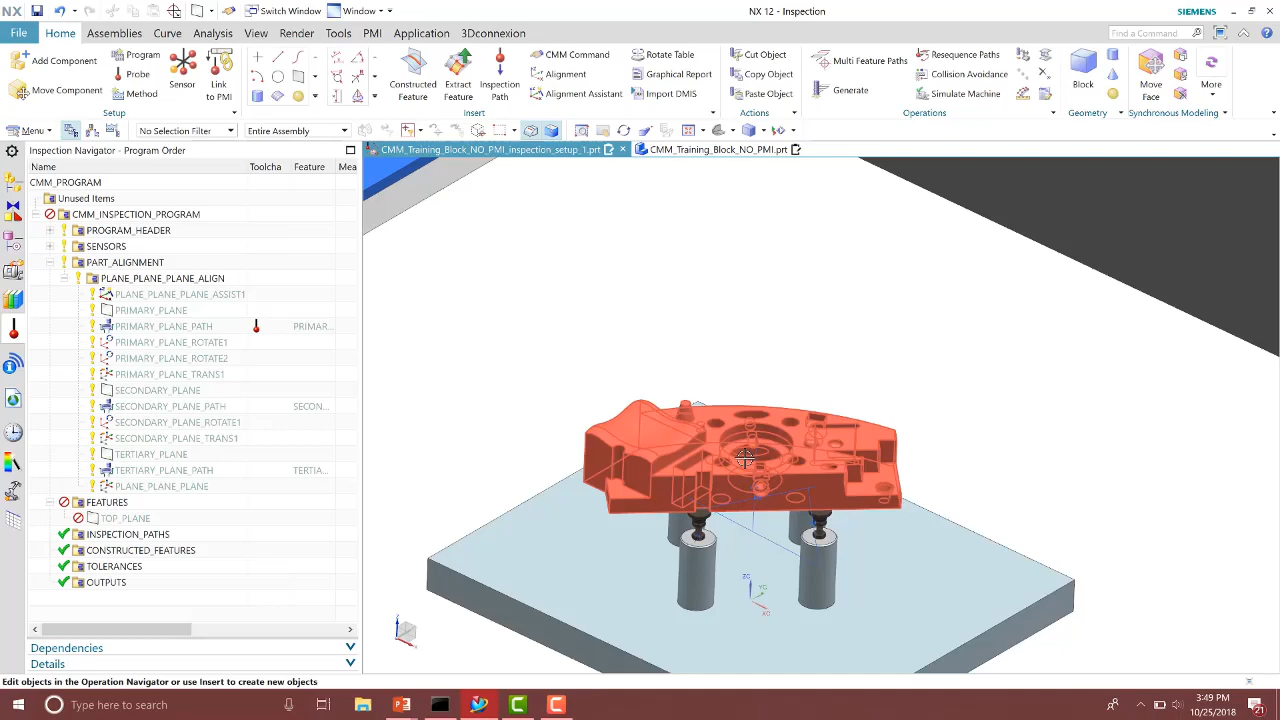 NX
Switch Window
Window
NX 12 - Inspection
SIEMENS
File
Home
Assemblies
Curve
Analysis
View
Render
Tools
PMI
Application
3Dconnexion
Find a Command
Add Component
Move Component
Program
Probe
Method
Sensor
Link to PMI
Setup
Constructed Feature
Extract Feature
Inspection Path
CMM Command
Alignment
Alignment Assistant
Rotate Table
Graphical Report
Import DMIS
Insert
Cut Object
Copy Object
Paste Object
Actions
Multi Feature Paths
Generate
Resequence Paths
Collision Avoidance
Simulate Machine
Operations
Block
Geometry
Move Face
More
Synchronous Modeling
Menu
No Selection Filter
Entire Assembly
Inspection Navigator - Program Order
CMM_Training_Block_NO_PMI_inspection_setup_1.prt
CMM_Training_Block_NO_PMI.prt
Name Toolcha Feature Mea
CMM_PROGRAM
Unused Items
CMM_INSPECTION_PROGRAM
PROGRAM_HEADER
SENSORS
PART_ALIGNMENT
PLANE_PLANE_PLANE_ALIGN
PLANE_PLANE_PLANE_ASSIST1
PRIMARY_PLANE
PRIMARY_PLANE_PATH PRIMAR...
PRIMARY_PLANE_ROTATE1
PRIMARY_PLANE_ROTATE2
PRIMARY_PLANE_TRANS1
SECONDARY_PLANE
SECONDARY_PLANE_PATH SECON...
SECONDARY_PLANE_ROTATE1
SECONDARY_PLANE_TRANS1
TERTIARY_PLANE
TERTIARY_PLANE_PATH TERTIA...
PLANE_PLANE_PLANE
FEATURES
TOP_PLANE
INSPECTION_PATHS
CONSTRUCTED_FEATURES
TOLERANCES
OUTPUTS
ZC
YC
XC
Dependencies
Details
Edit objects in the Operation Navigator or use Insert to create new objects
Type here to search
3:49 PM
10/25/2018
21